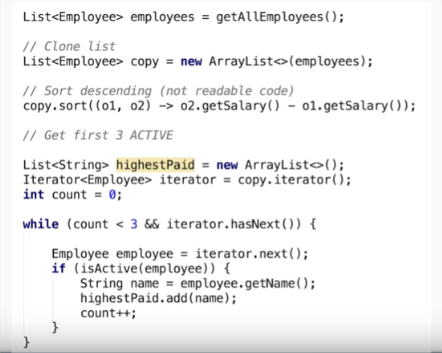 List<Employee> employees = getAllEmployees();
// Clone list
List<Employee> copy = new ArrayList<>(employees);
// Sort descending (not readable code)
copy.sort((o1, o2) -> o2.getSalary() - o1.getSalary());
// Get first 3 ACTIVE
List<String> highestPaid = new ArrayList<>();
Iterator<Employee> iterator = copy.iterator();
int count = 0;
while (count < 3 && iterator.hasNext()) {
Employee employee = iterator.next();
if (isActive(employee)) {
String name = employee.getName();
highestPaid.add(name);
count++;
}
}